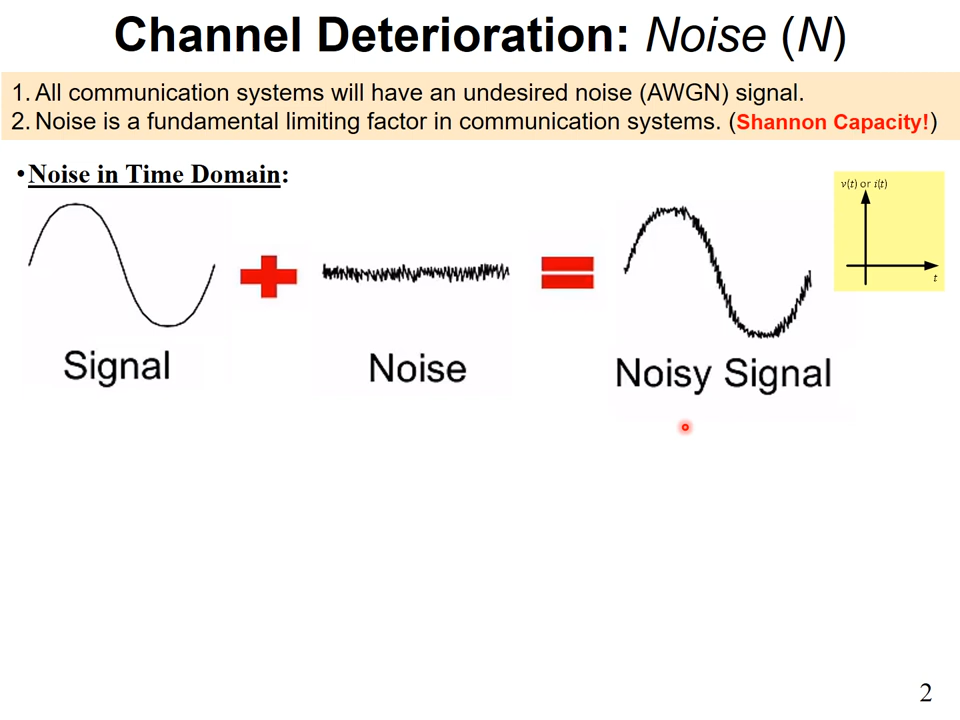 Channel Deterioration: Noise (N)
1. All communication systems will have an undesired noise (AWGN) signal.
2. Noise is a fundamental limiting factor in communication systems. (Shannon Capacity!)
•Noise in Time Domain:
v(t) or i(t)
t
Signal
Noise
Noisy Signal
2